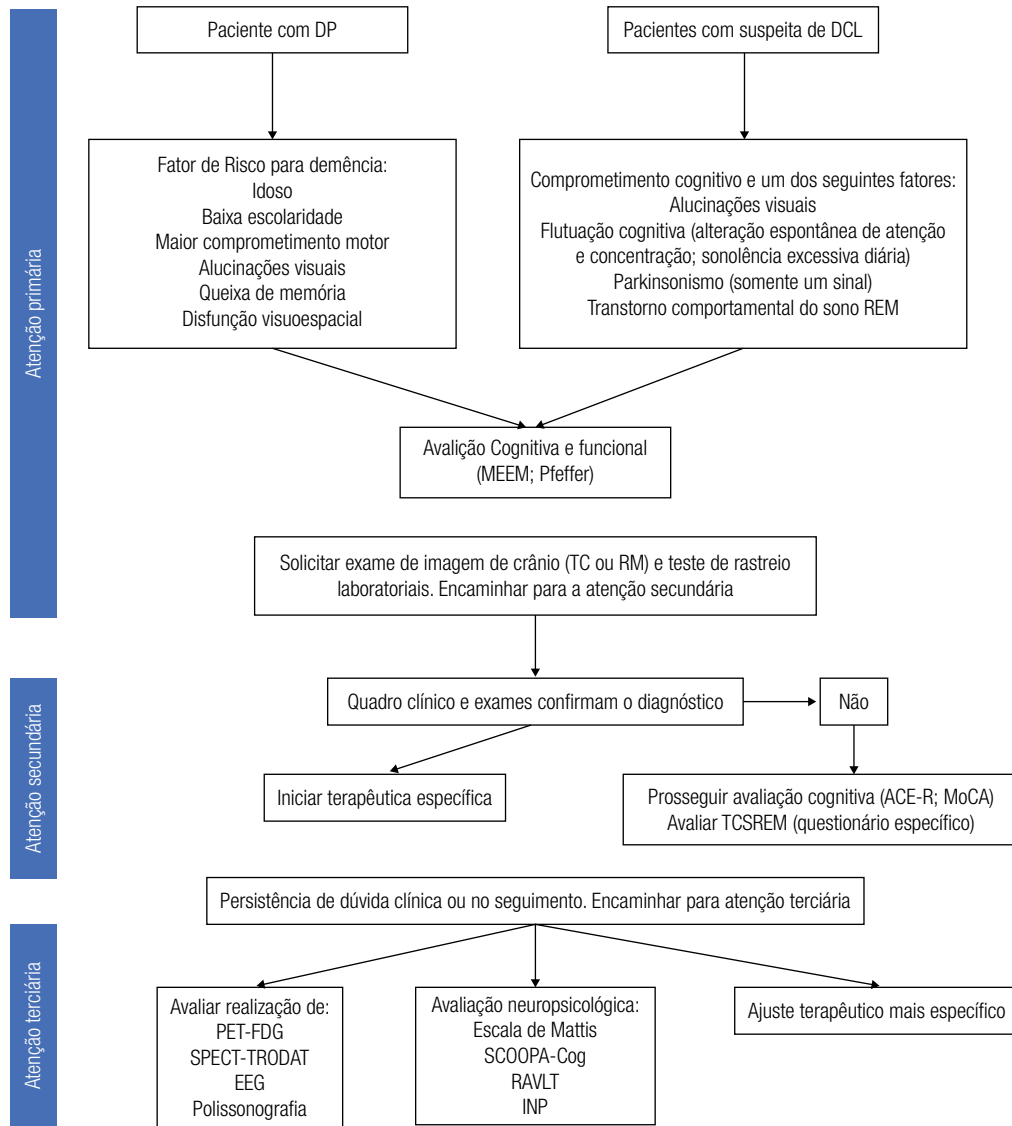 Atenção primária
Paciente com DP
Pacientes com suspeita de DCL
Fator de Risco para demência:
Idoso
Baixa escolaridade
Maior comprometimento motor
Alucinações visuais
Queixa de memória
Disfunção visuoespacial
Comprometimento cognitivo e um dos seguintes fatores:
Alucinações visuais
Flutuação cognitiva (alteração espontânea de atenção
e concentração; sonolência excessiva diária)
Parkinsonismo (somente um sinal)
Transtorno comportamental do sono REM
Avalição Cognitiva e funcional
(MEEM; Pfeffer)
Solicitar exame de imagem de crânio (TC ou RM) e teste de rastreio
laboratoriais. Encaminhar para a atenção secundária
Atenção secundária
Quadro clínico e exames confirmam o diagnóstico
Não
Iniciar terapêutica específica
Prosseguir avaliação cognitiva (ACE-R; MoCA)
Avaliar TCSREM (questionário específico)
Persistência de dúvida clínica ou no seguimento. Encaminhar para atenção terciária
Atenção terciária
Avaliar realização de:
PET-FDG
SPECT-TRODAT
EEG
Polissonografia
Avaliação neuropsicológica:
Escala de Mattis
SCOOPA-Cog
RAVLT
INP
Ajuste terapêutico mais específico